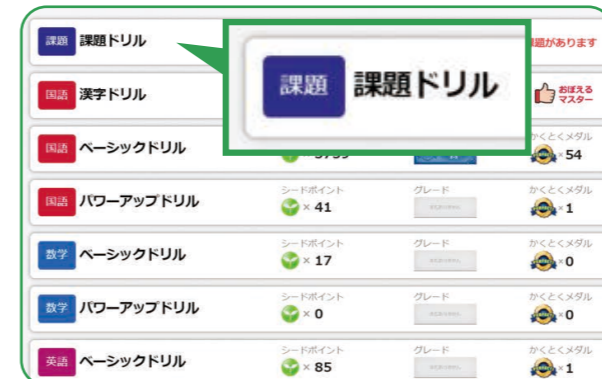 課題 課題ドリル
課題 課題ドリル
題があります
国語 漢字ドリル
おぼえる
マスター
国語 ベーシックドリル
かくとくメダル
× 54
国語 パワーアップドリル
シードポイント グレード かくとくメダル
× 41 × 1
数学 ベーシックドリル
シードポイント グレード かくとくメダル
× 17 × 0
数学 パワーアップドリル
シードポイント グレード かくとくメダル
× 0 × 0
英語 ベーシックドリル
シードポイント グレード かくとくメダル
× 85 × 1